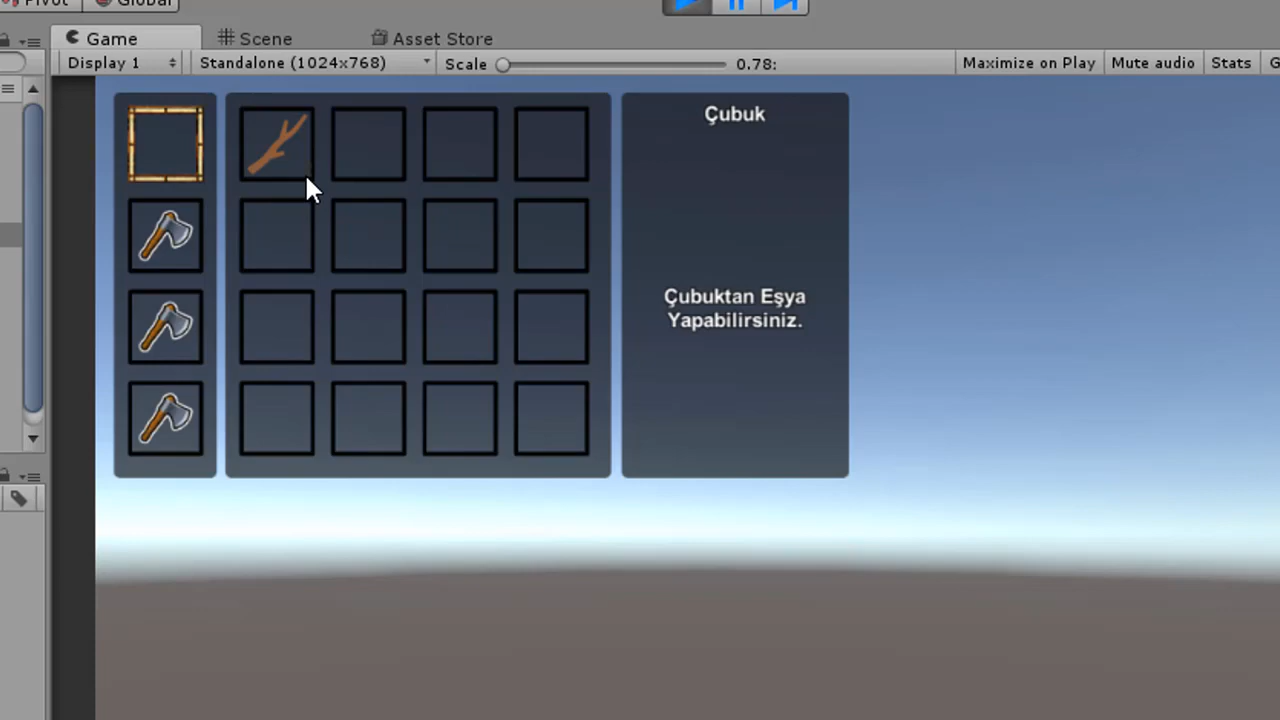 Pivot
Global
Game
Scene
Asset Store
Display 1
Standalone (1024x768)
Scale
0.78:
Maximize on Play
Mute audio
Stats
G
Çubuk
Çubuktan Eşya
Yapabilirsiniz.